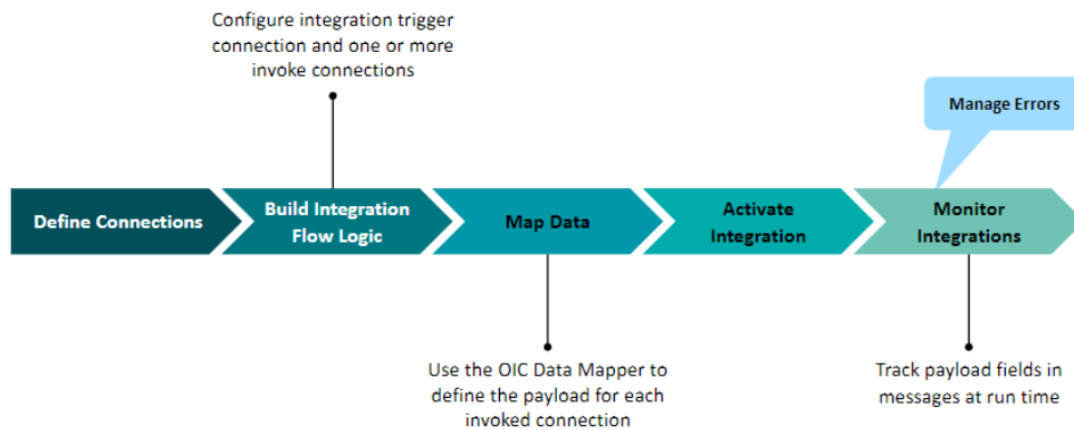 Configure integration trigger
connection and one or more
invoke connections
Manage Errors
Define Connections
Build Integration
Flow Logic
Map Data
Activate
Integration
Monitor
Integrations
Use the OIC Data Mapper to
define the payload for each
invoked connection
Track payload fields in
messages at run time